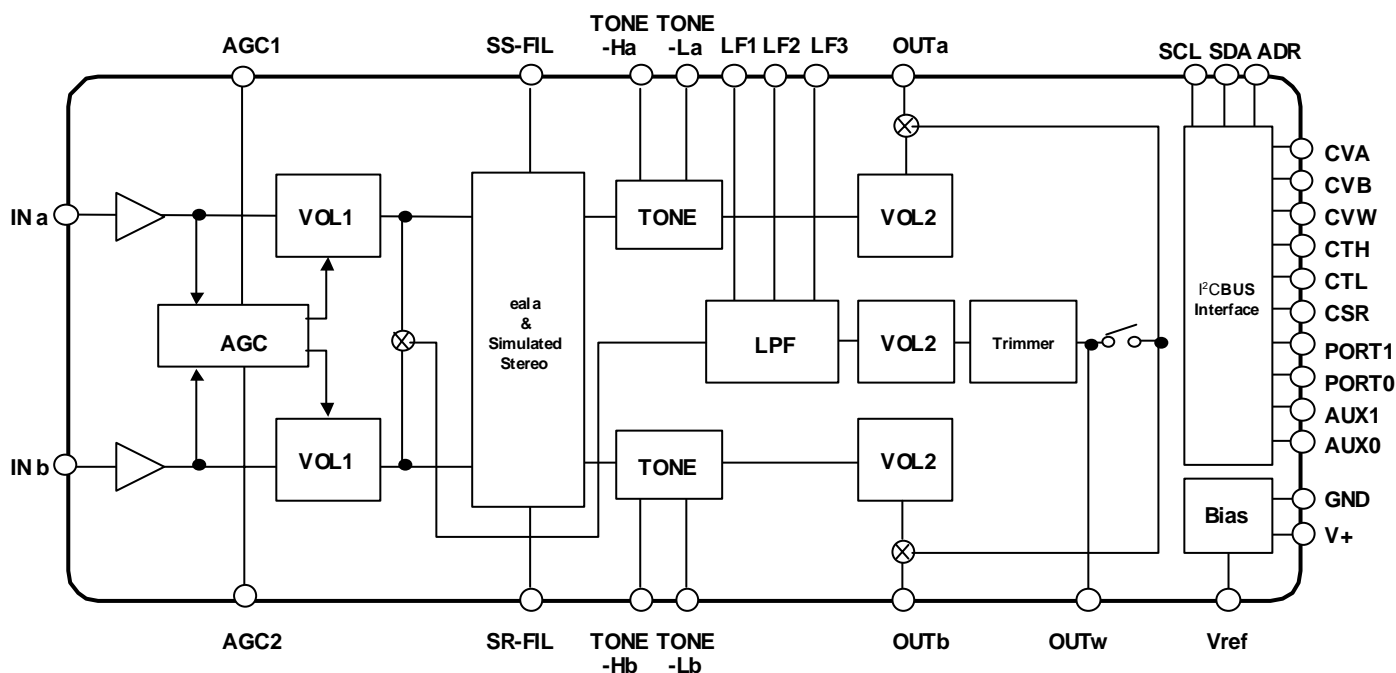 AGC1
SS-FIL
TONE
-Ha
TONE
-La
LF1
LF2
LF3
OUTa
SCL
SDA
ADR
INa
VOL1
TONE
VOL2
CVA
CVB
CVW
CTH
CTL
CSR
PORT1
PORT0
AUX1
AUX0
I²CBUS
Interface
AGC
eala
&
Simulated
Stereo
LPF
VOL2
Trimmer
INb
VOL1
TONE
VOL2
Bias
GND
V+
AGC2
SR-FIL
TONE
-Hb
TONE
-Lb
OUTb
OUTw
Vref